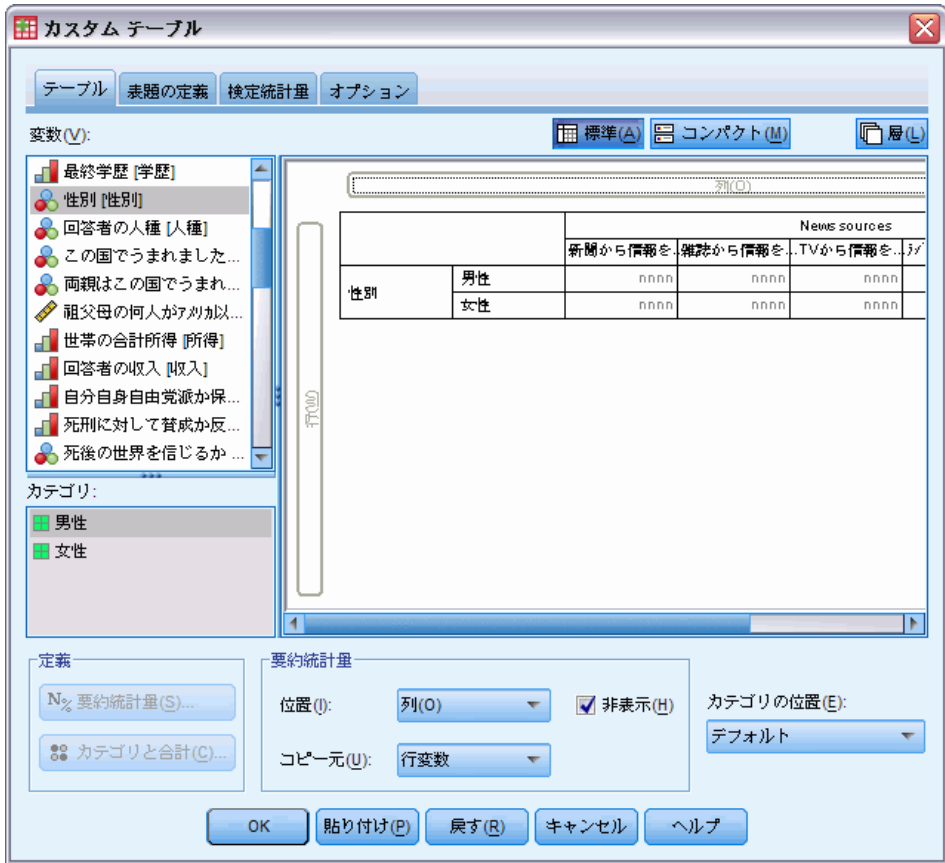 カスタム テーブル
テーブル 表題の定義 検定統計量 オプション
変数(V):
標準(A) コンパクト(M) 層(L)
最終学歴 [学歴]
性別 [性別]
回答者の人種 [人種]
この国でうまれました...
両親はこの国でうまれ...
祖父母の何人がアメリカ以...
世帯の合計所得 [所得]
回答者の収入 [収入]
自分自身自由党派か保...
死刑に対して賛成か反...
死後の世界を信じるか ...
列(O)
行(W)
News sources
新聞から情報を.. 雑誌から情報を.. TVから情報を...
性別 男性 nnnn nnnn nnnn
女性 nnnn nnnn nnnn
カテゴリ:
男性
女性
定義
N% 要約統計量(S)...
カテゴリと合計(C)...
要約統計量
位置(I): 列(O) 非表示(H)
コピー元(U): 行変数
カテゴリの位置(E):
デフォルト
OK 貼り付け(P) 戻す(R) キャンセル ヘルプ